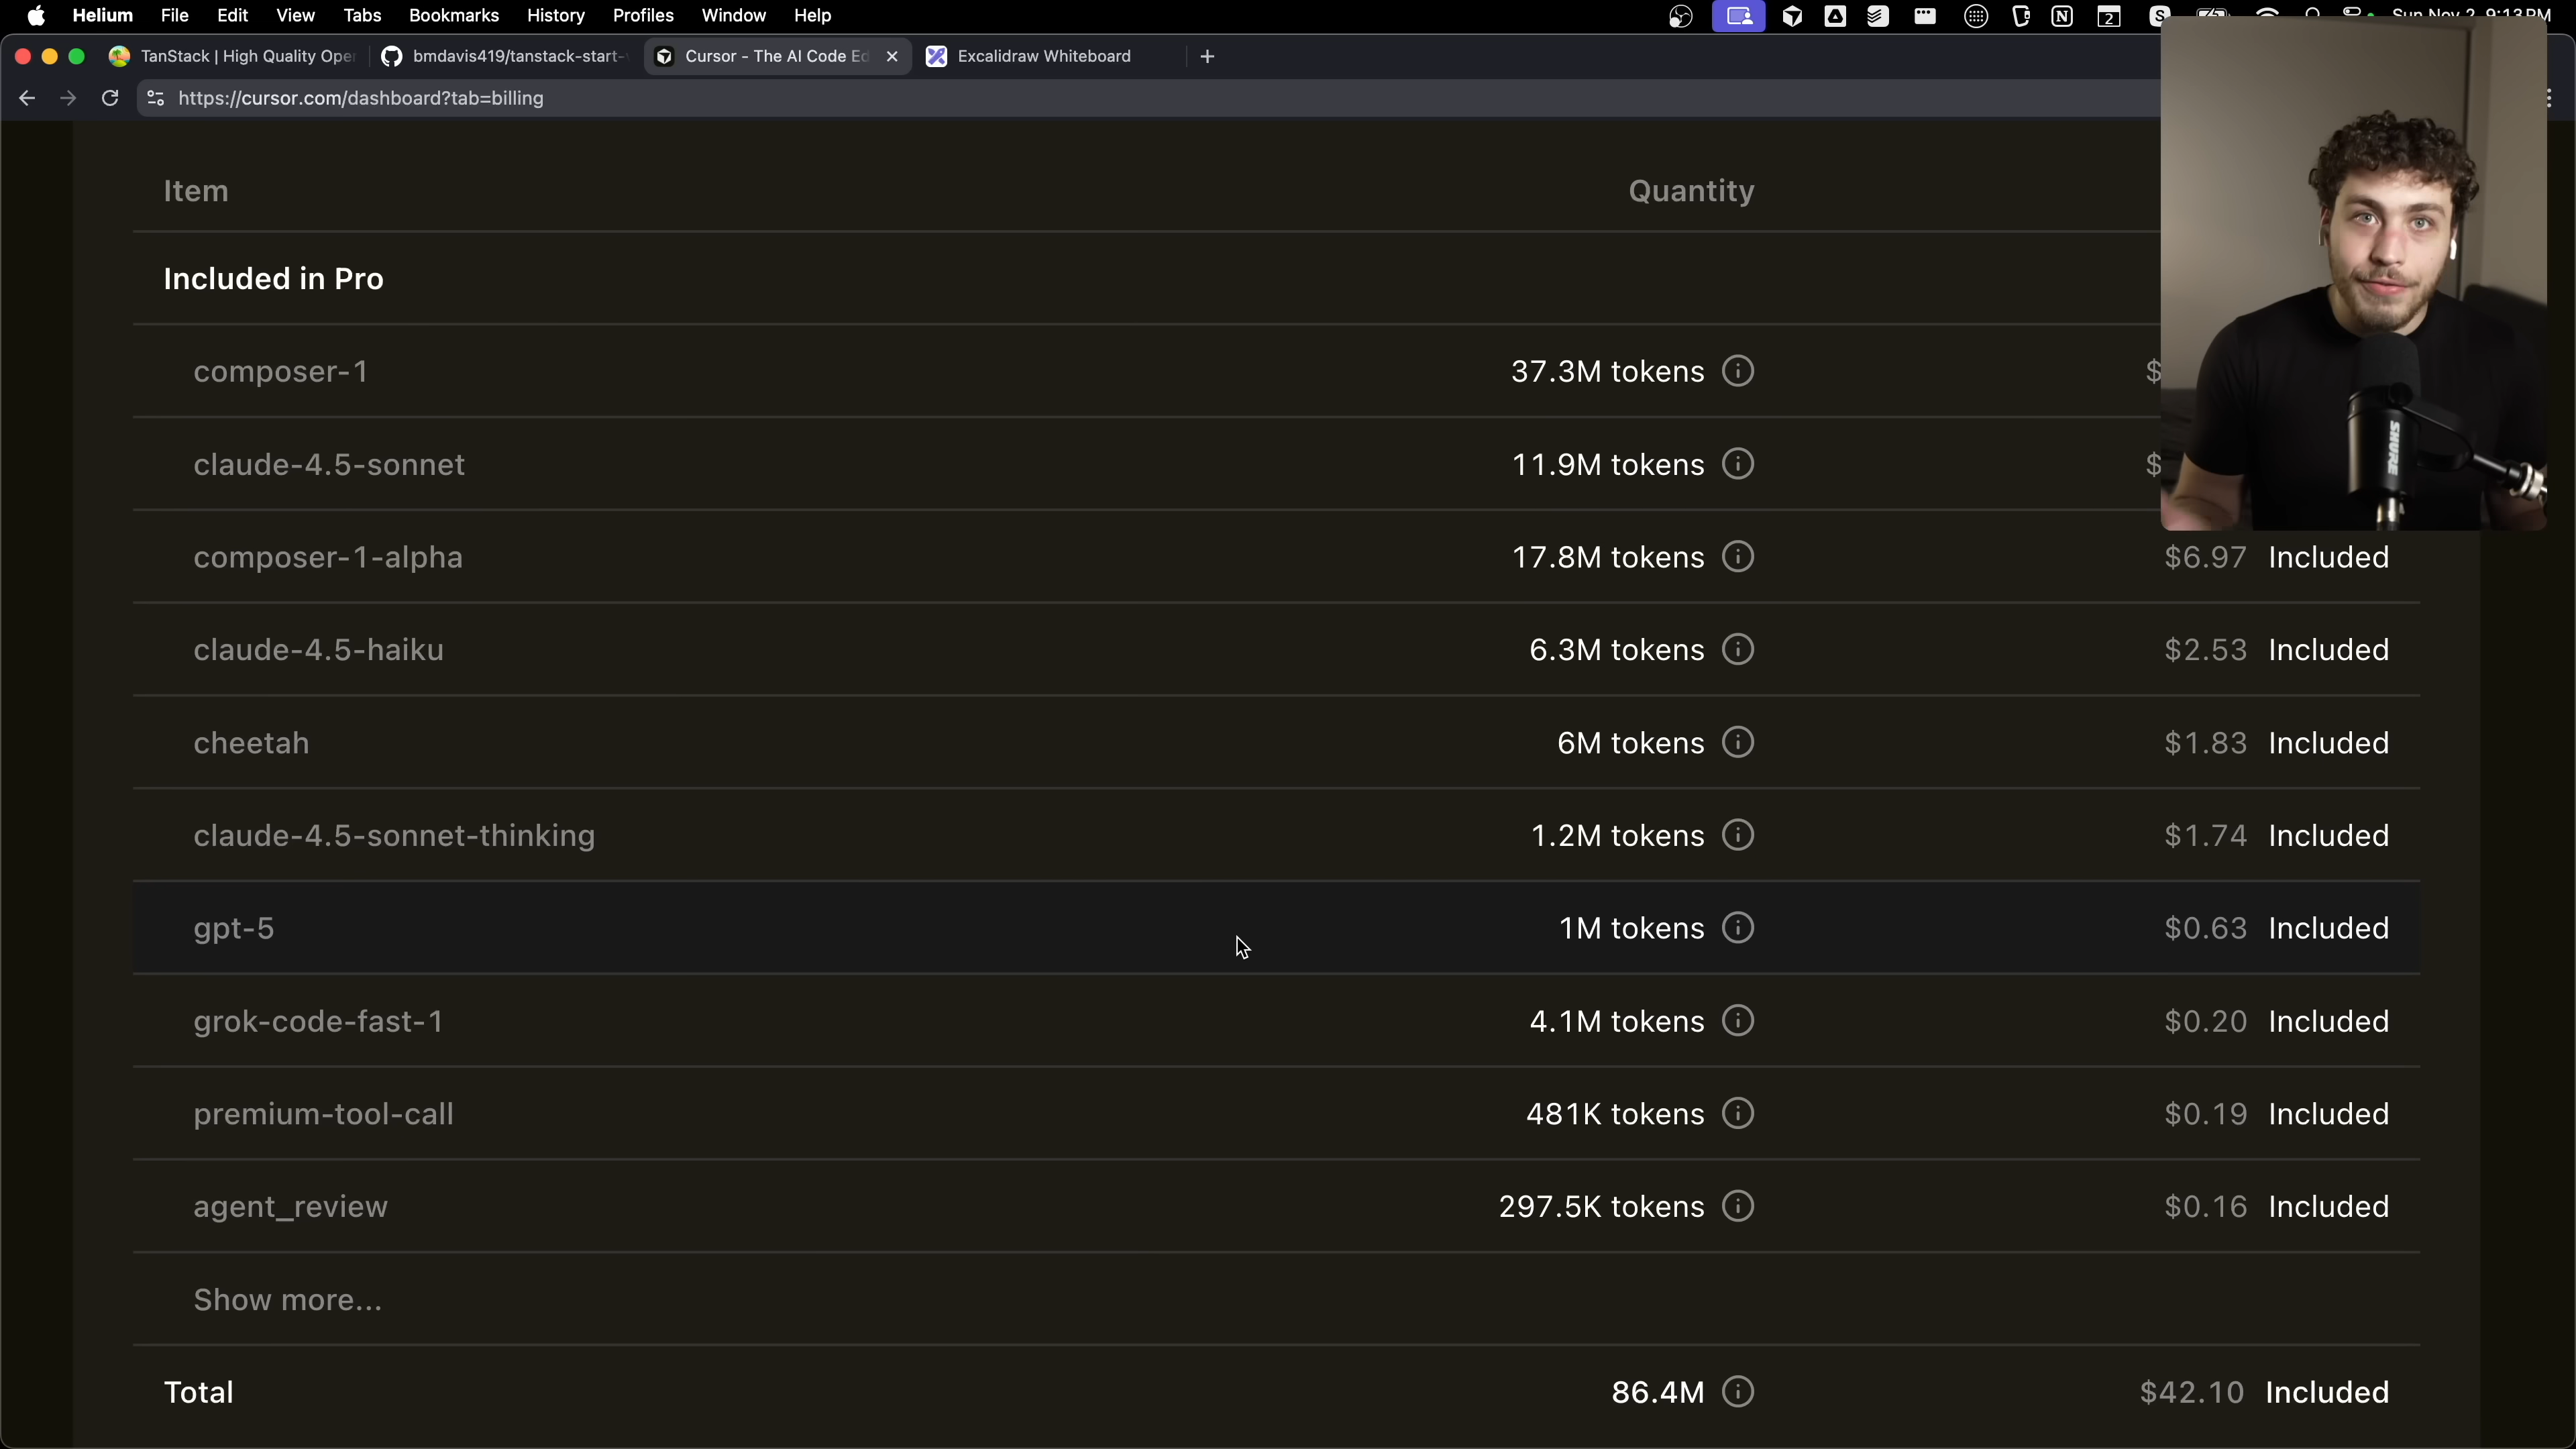 Helium File Edit View Tabs Bookmarks History Profiles Window Help
2
TanStack | High Quality Oper
bmdavis419/tanstack-start-
Cursor - The AI Code Ed
Excalidraw Whiteboard
https://cursor.com/dashboard?tab=billing
Item Quantity
Included in Pro
composer-1 37.3M tokens $
claude-4.5-sonnet 11.9M tokens $
composer-1-alpha 17.8M tokens $6.97 Included
claude-4.5-haiku 6.3M tokens $2.53 Included
cheetah 6M tokens $1.83 Included
claude-4.5-sonnet-thinking 1.2M tokens $1.74 Included
gpt-5 1M tokens $0.63 Included
grok-code-fast-1 4.1M tokens $0.20 Included
premium-tool-call 481K tokens $0.19 Included
agent_review 297.5K tokens $0.16 Included
Show more...
Total 86.4M $42.10 Included
SHURE